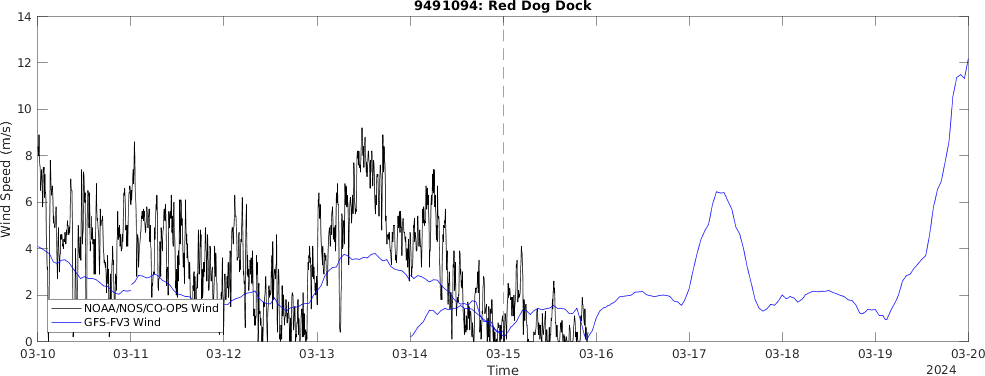 9491094: Red Dog Dock
Wind Speed (m/s)
14
12
10
8
6
4
2
0
NOAA/NOS/CO-OPS Wind
GFS-FV3 Wind
03-10 03-11 03-12 03-13 03-14 03-15 03-16 03-17 03-18 03-19 03-20
Time
2024